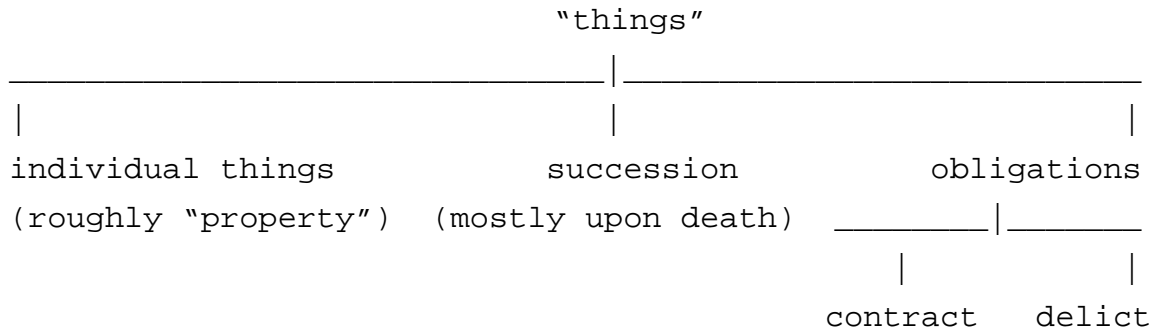 “things”
individual things succession obligations
(roughly “property”) (mostly upon death)
contract delict